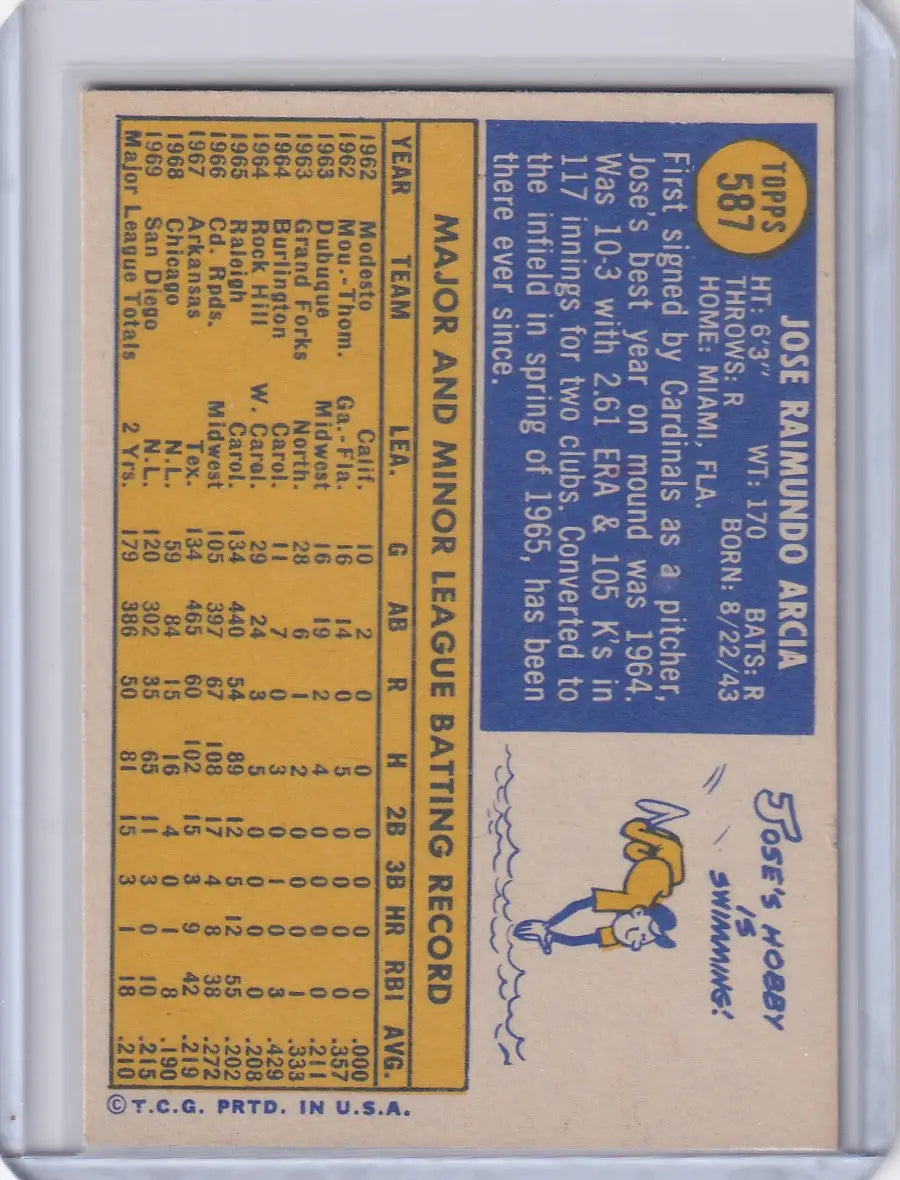 TOPPS
587
JOSE RAIMUNDO ARCIA
HT: 6'3" WT: 170 BATS: R
THROWS: R BORN: 8/22/43
HOME: MIAMI, FLA.
First signed by Cardinals as a pitcher,
Jose's best year on mound was 1964.
Was 10-3 with 2.61 ERA & 105 K's in
117 innings for two clubs. Converted to
the infield in spring of 1965, has been
there ever since.
JOSE'S HOBBY
IS
SWIMMING!
MAJOR AND MINOR LEAGUE BATTING RECORD
YEAR TEAM LEA. G AB R H 2B 3B HR RBI AVG.
1962 Modesto Calif. 10 2 0 0 0 0 0 0 .000
1962 Mou.-Thom. Ga.-Fla. 16 14 0 5 0 0 0 0 .357
1963 Dubuque Midwest 16 19 2 4 0 0 0 0 .211
1963 Grand Forks North. 28 6 1 2 0 0 0 1 .333
1964 Burlington Carol. 11 7 0 3 0 1 0 3 .429
1964 Rock Hill W. Carol. 29 24 3 5 0 0 0 0 .208
1965 Raleigh Carol. 134 440 54 89 12 5 12 55 .202
1966 Cd. Rpds. Midwest 105 397 67 108 17 4 8 38 .272
1967 Arkansas Tex. 134 465 60 102 15 3 9 42 .219
1968 Chicago N.L. 59 84 15 16 4 0 1 8 .190
1969 San Diego N.L. 120 302 35 65 11 3 0 10 .215
Major League Totals 2 Yrs. 179 386 50 81 15 3 1 18 .210
©T.C.G. PRTD. IN U.S.A.